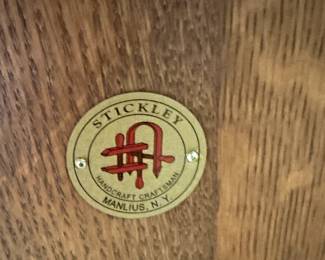 STICKLEY
HANDCRAFT CRAFTSMAN
MANLIUS, N.Y.